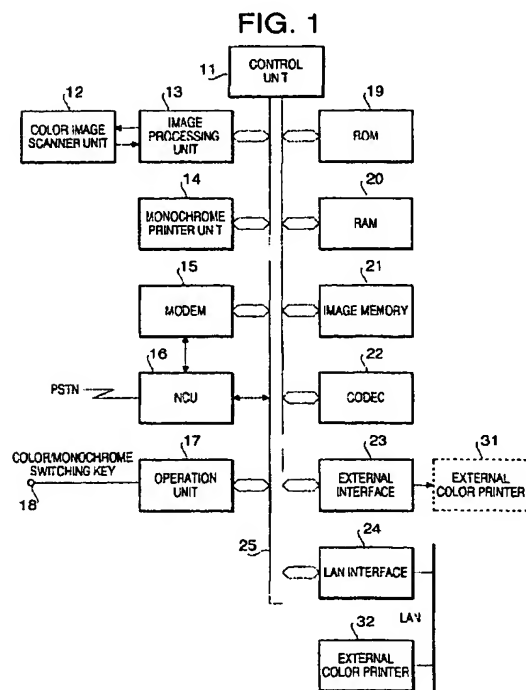 FIG. 1
11
CONTROL
UNIT
12
COLOR IMAGE
SCANNER UNIT
13
IMAGE
PROCESSING
UNIT
19
ROM
14
MONOCHROME
PRINTER UNIT
20
RAM
15
MODEM
21
IMAGE MEMORY
16
PSTN
NCU
22
CODEC
COLOR/MONOCHROME
SWITCHING KEY
18
17
OPERATION
UNIT
23
EXTERNAL
INTERFACE
31
EXTERNAL
COLOR PRINTER
25
24
LAN INTERFACE
LAN
32
EXTERNAL
COLOR PRINTER